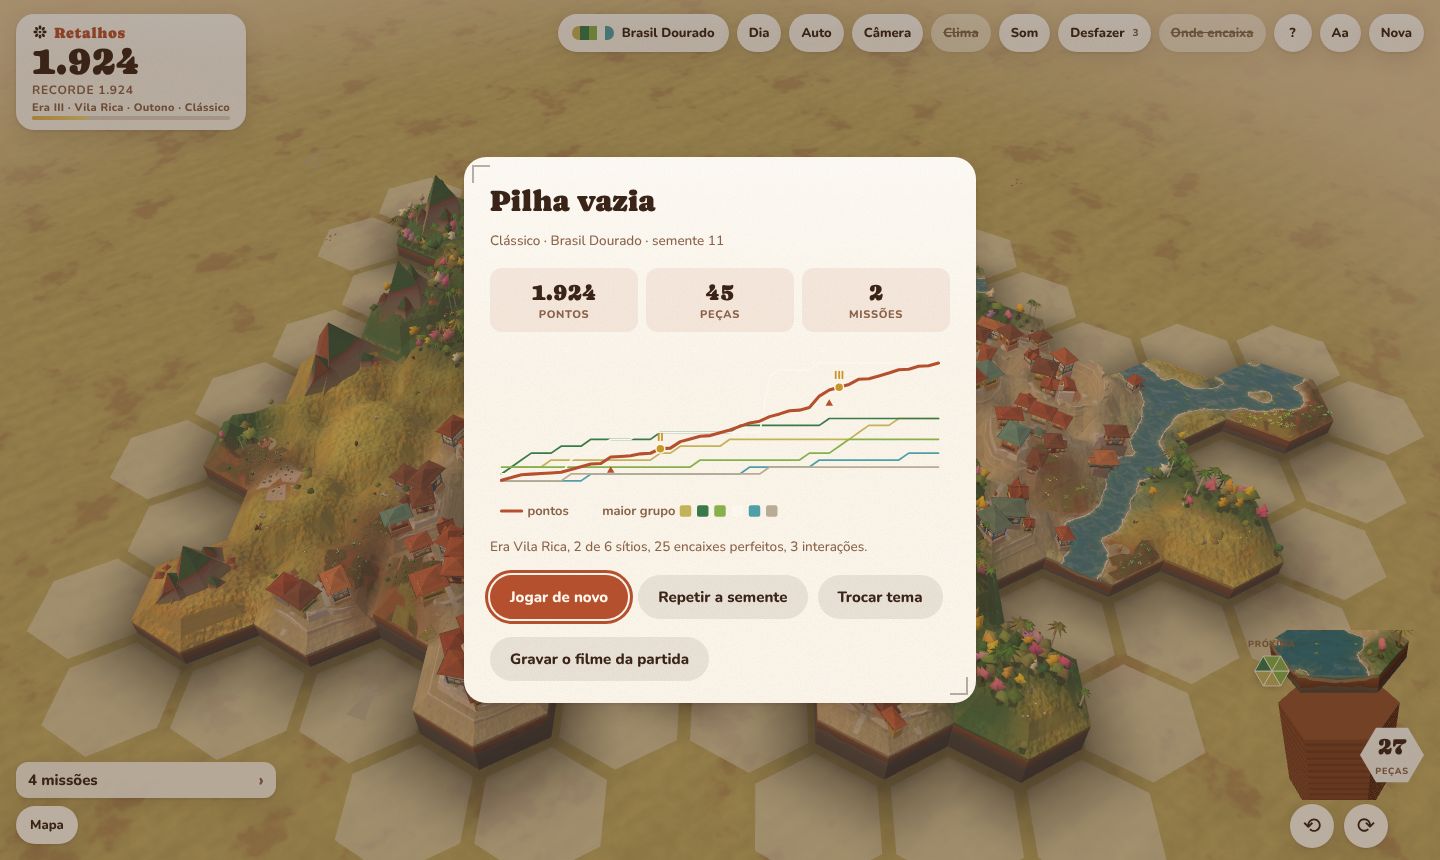 Retalhos
1.924
RECORDE 1.924
Era III · Vila Rica · Outono · Clássico
Brasil Dourado
Dia
Auto
Câmera
Clima
Som
Desfazer 3
Onde encaixa
?
Aa
Nova
Pilha vazia
Clássico · Brasil Dourado · semente 11
1.924
PONTOS
45
PEÇAS
2
MISSÕES
III
II
pontos
maior grupo
Era Vila Rica, 2 de 6 sítios, 25 encaixes perfeitos, 3 interações.
Jogar de novo
Repetir a semente
Trocar tema
Gravar o filme da partida
27
PEÇAS
4 missões ›
Mapa